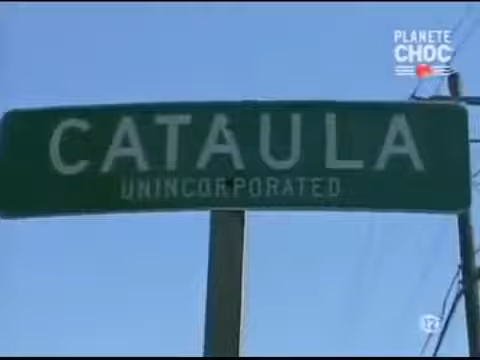 PLANETE
CHOC
CATAULA
UNINCORPORATED
12